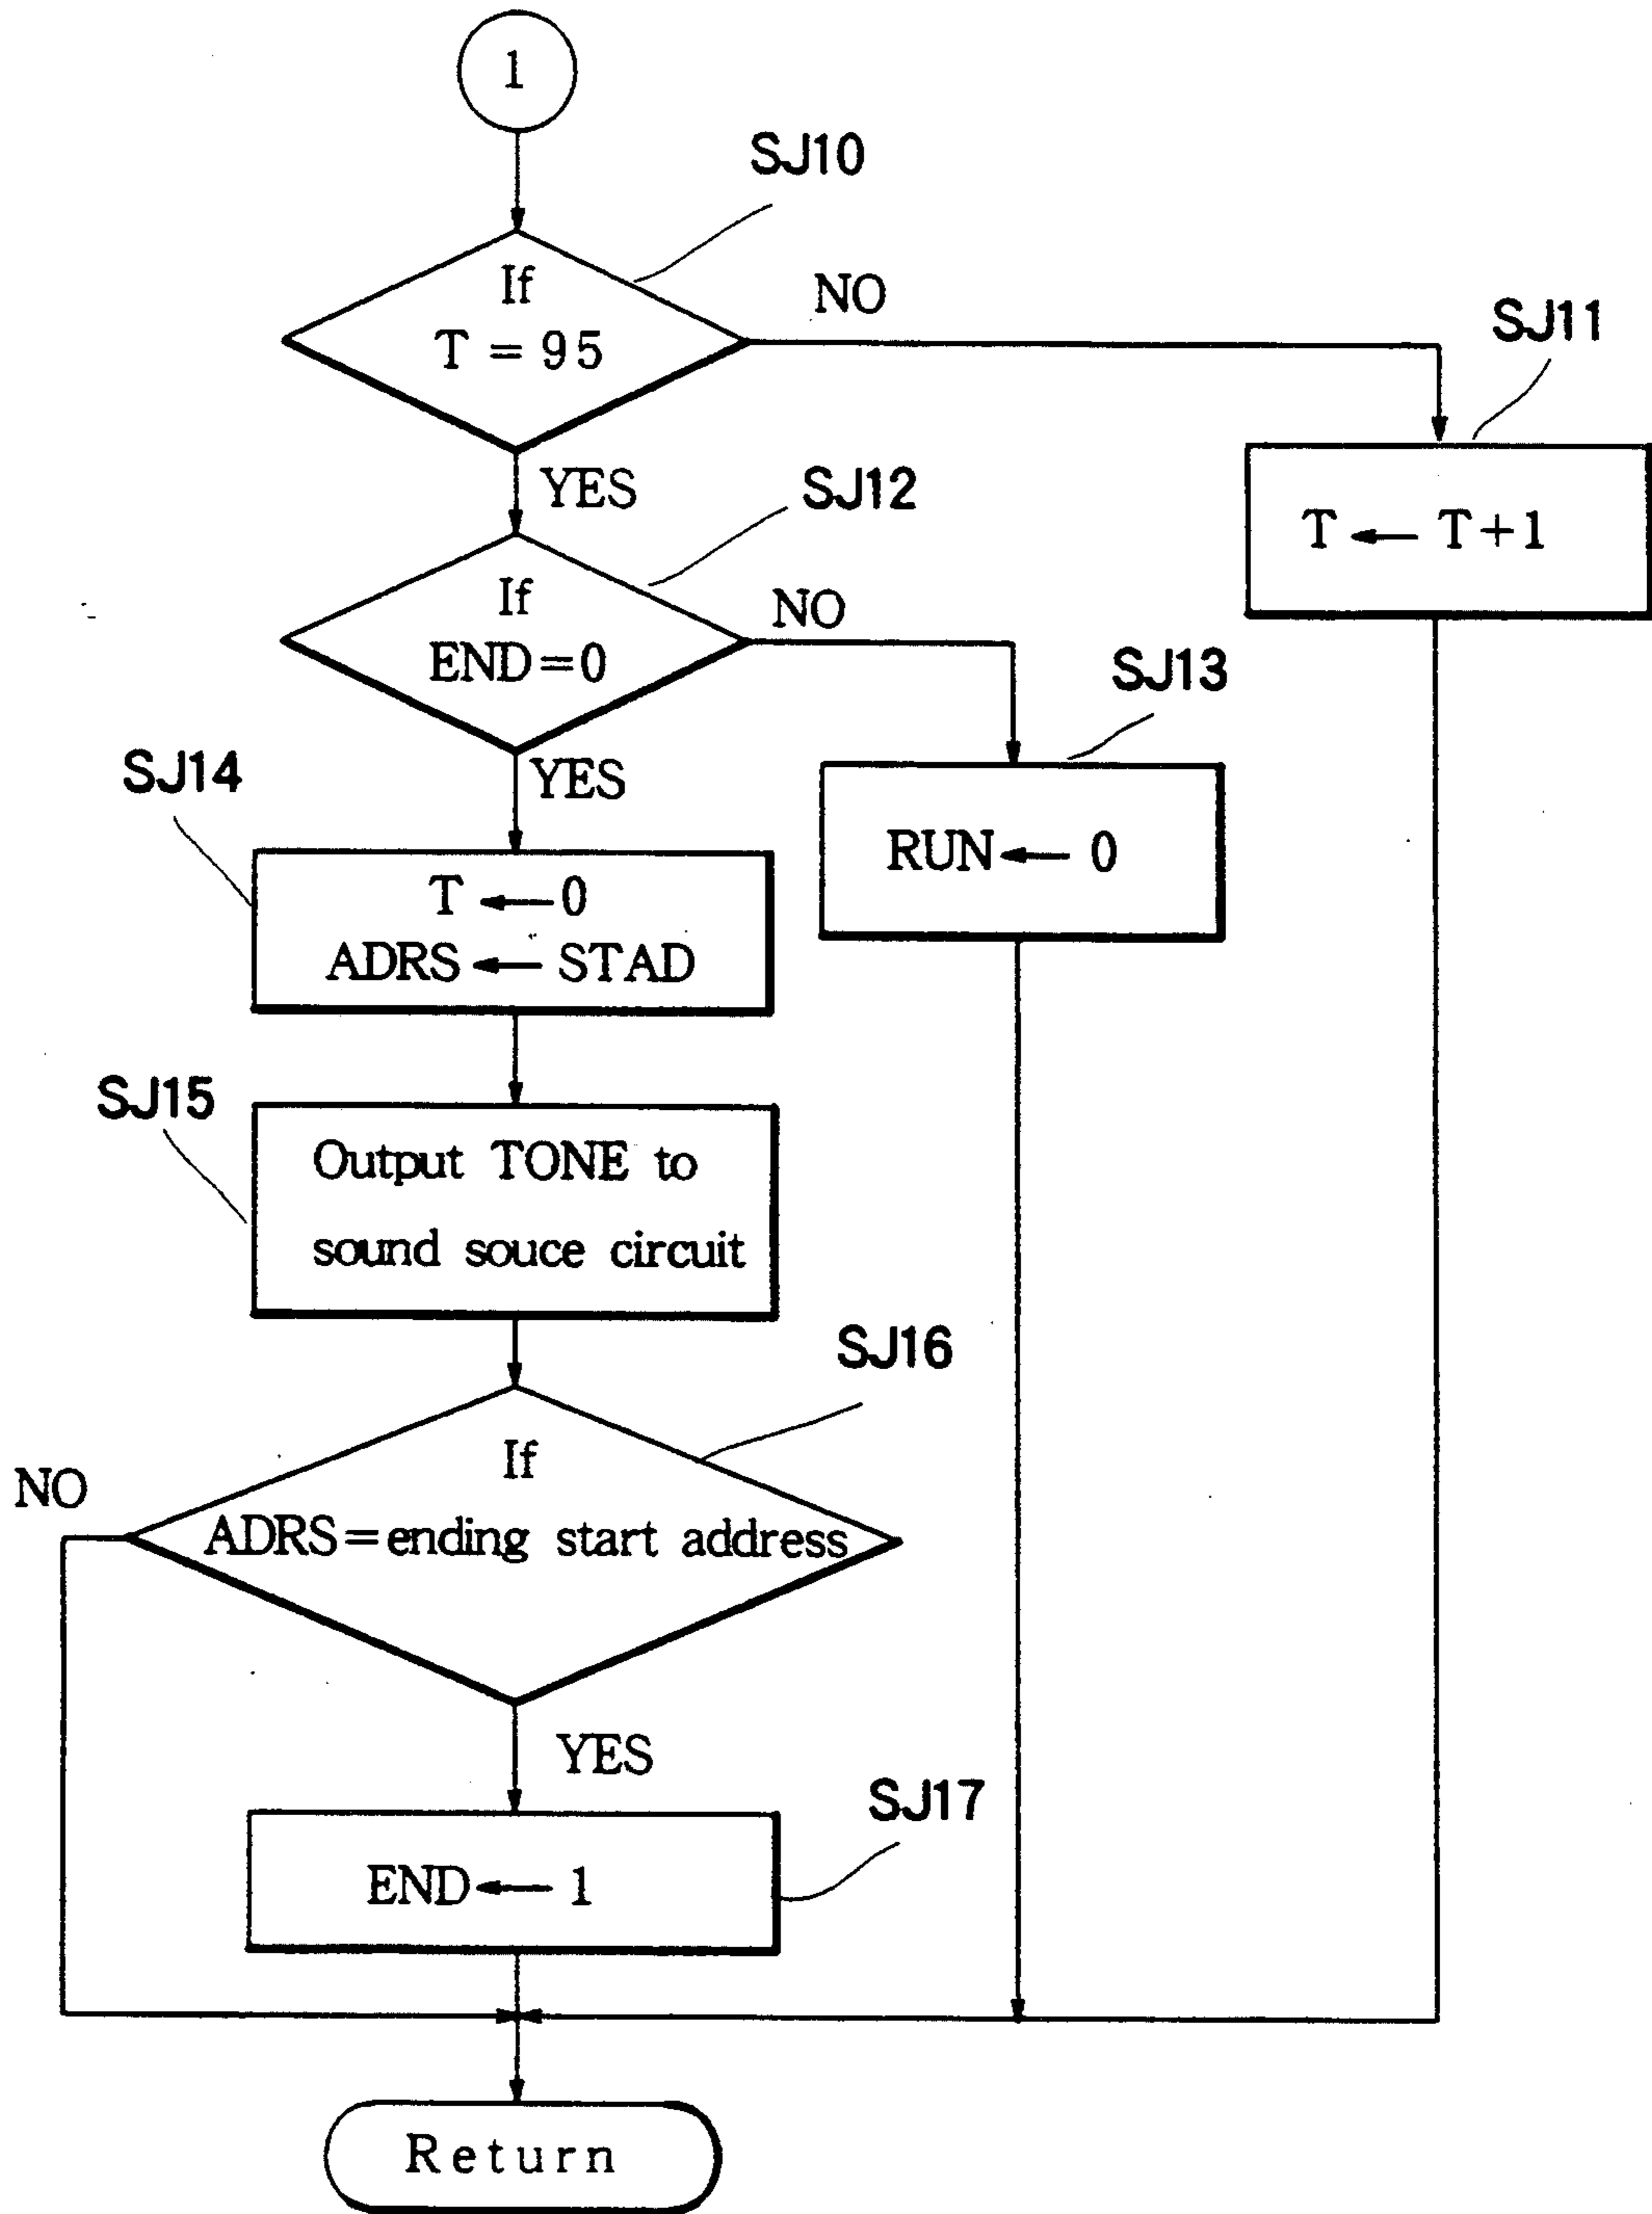 1
SJ10
If
T = 95
NO
SJ11
T ← T+1
YES
SJ12
If
END=0
NO
SJ13
RUN ← 0
YES
SJ14
T ← 0
ADRS ← STAD
SJ15
Output TONE to
sound souce circuit
SJ16
If
ADRS=ending start address
NO
YES
SJ17
END ← 1
Return